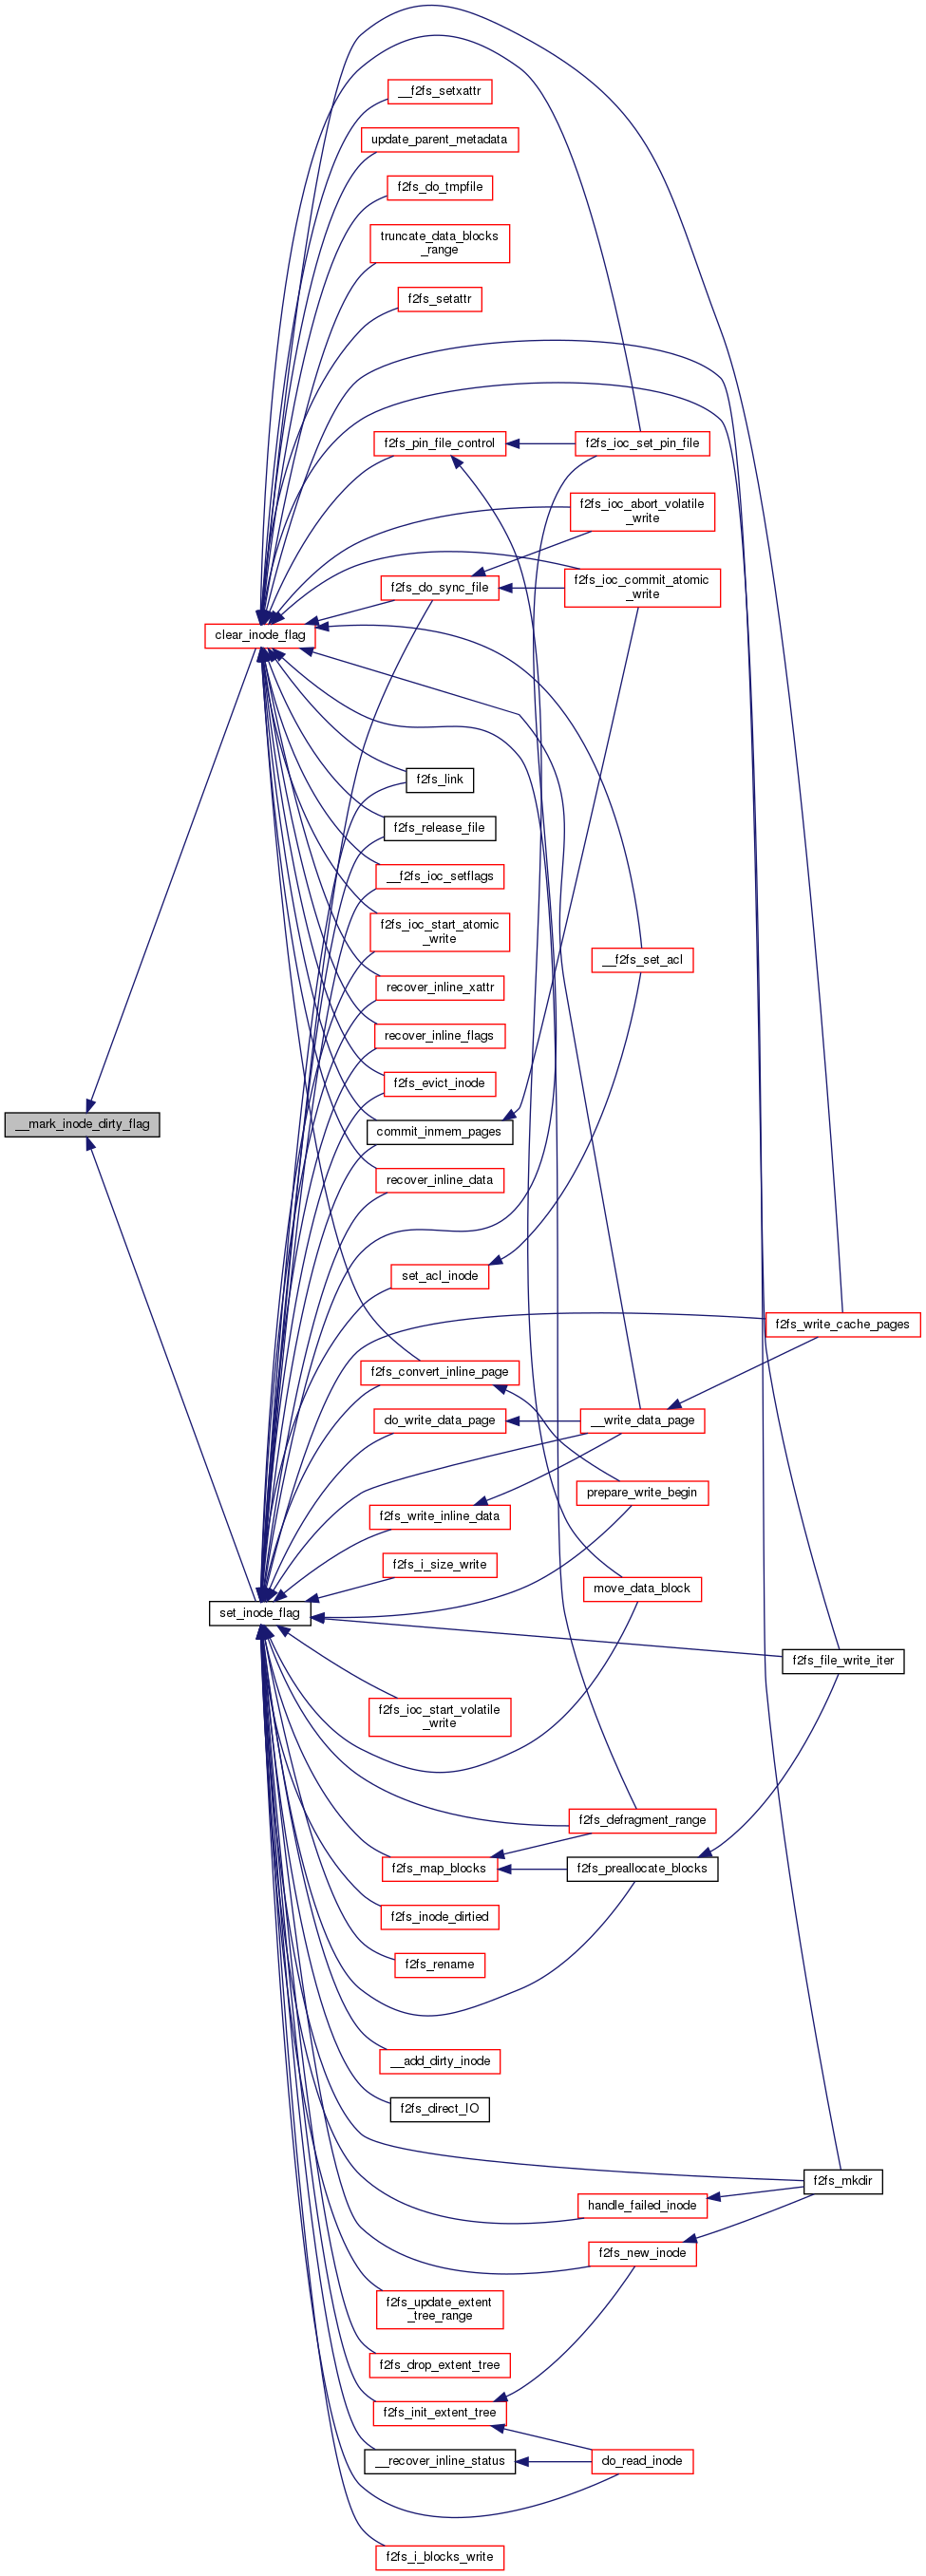 __f2fs_setxattr
update_parent_metadata
f2fs_do_tmpfile
truncate_data_blocks
_range
f2fs_setattr
f2fs_pin_file_control
f2fs_ioc_set_pin_file
f2fs_ioc_abort_volatile
_write
f2fs_do_sync_file
f2fs_ioc_commit_atomic
_write
clear_inode_flag
f2fs_link
f2fs_release_file
__f2fs_ioc_setflags
f2fs_ioc_start_atomic
_write
__f2fs_set_acl
recover_inline_xattr
recover_inline_flags
f2fs_evict_inode
__mark_inode_dirty_flag
commit_inmem_pages
recover_inline_data
set_acl_inode
f2fs_write_cache_pages
f2fs_convert_inline_page
do_write_data_page
__write_data_page
prepare_write_begin
f2fs_write_inline_data
f2fs_i_size_write
move_data_block
set_inode_flag
f2fs_file_write_iter
f2fs_ioc_start_volatile
_write
f2fs_defragment_range
f2fs_map_blocks
f2fs_preallocate_blocks
f2fs_inode_dirtied
f2fs_rename
__add_dirty_inode
f2fs_direct_IO
f2fs_mkdir
handle_failed_inode
f2fs_new_inode
f2fs_update_extent
_tree_range
f2fs_drop_extent_tree
f2fs_init_extent_tree
__recover_inline_status
do_read_inode
f2fs_i_blocks_write